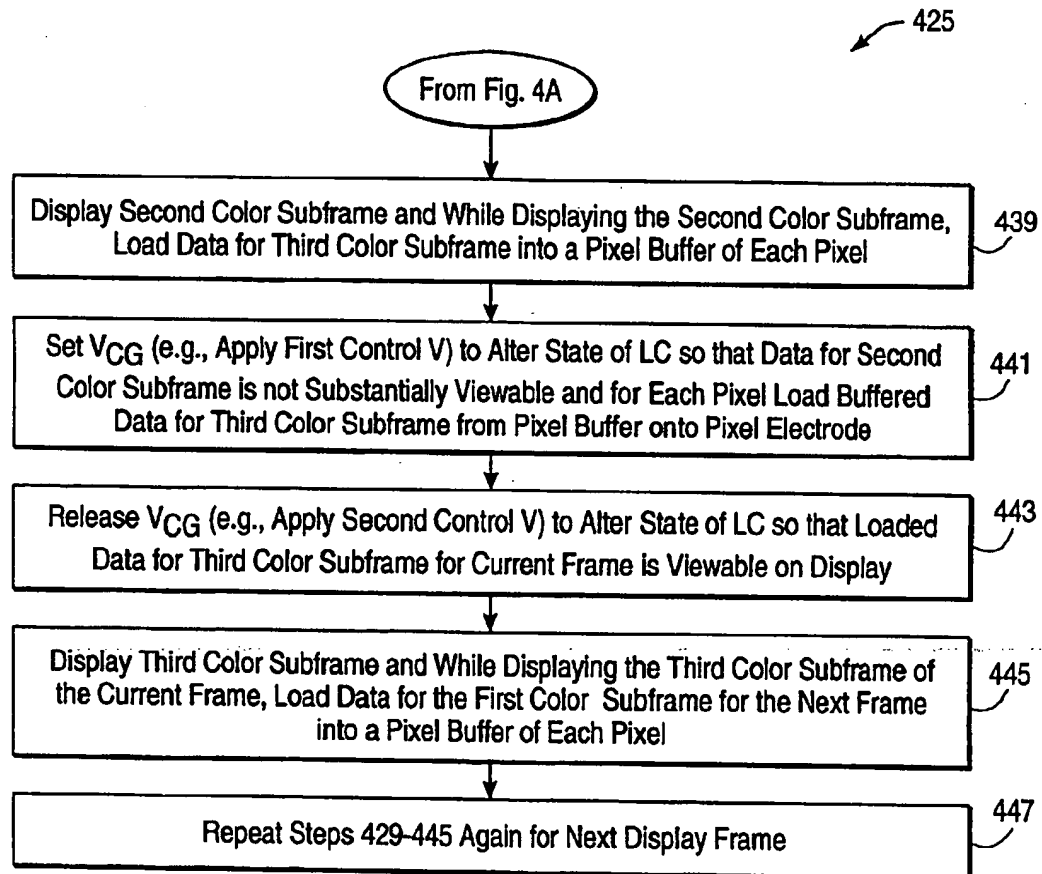 425
From Fig. 4A
Display Second Color Subframe and While Displaying the Second Color Subframe,
Load Data for Third Color Subframe into a Pixel Buffer of Each Pixel
439
Set VCG (e.g., Apply First Control V) to Alter State of LC so that Data for Second
Color Subframe is not Substantially Viewable and for Each Pixel Load Buffered
Data for Third Color Subframe from Pixel Buffer onto Pixel Electrode
441
Release VCG (e.g., Apply Second Control V) to Alter State of LC so that Loaded
Data for Third Color Subframe for Current Frame is Viewable on Display
443
Display Third Color Subframe and While Displaying the Third Color Subframe of
the Current Frame, Load Data for the First Color Subframe for the Next Frame
into a Pixel Buffer of Each Pixel
445
Repeat Steps 429-445 Again for Next Display Frame
447